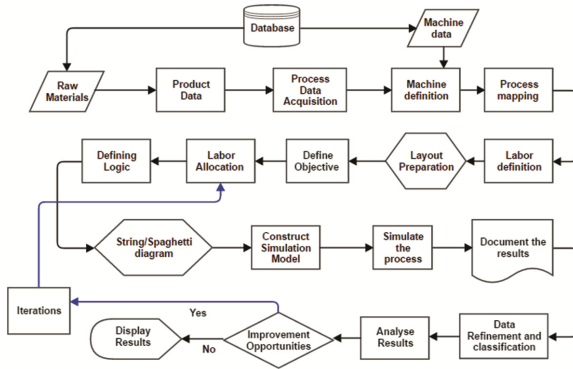 Database
Machine
data
Raw
Materials
Product
Data
Process
Data
Acquisition
Machine
definition
Process
mapping
Defining
Logic
Labor
Allocation
Define
Objective
Layout
Preparation
Labor
definition
String/Spaghetti
diagram
Construct
Simulation
Model
Simulate
the
process
Document the
results
Iterations
Yes
Display
Results
No
Improvement
Opportunities
Analyse
Results
Data
Refinement and
classification